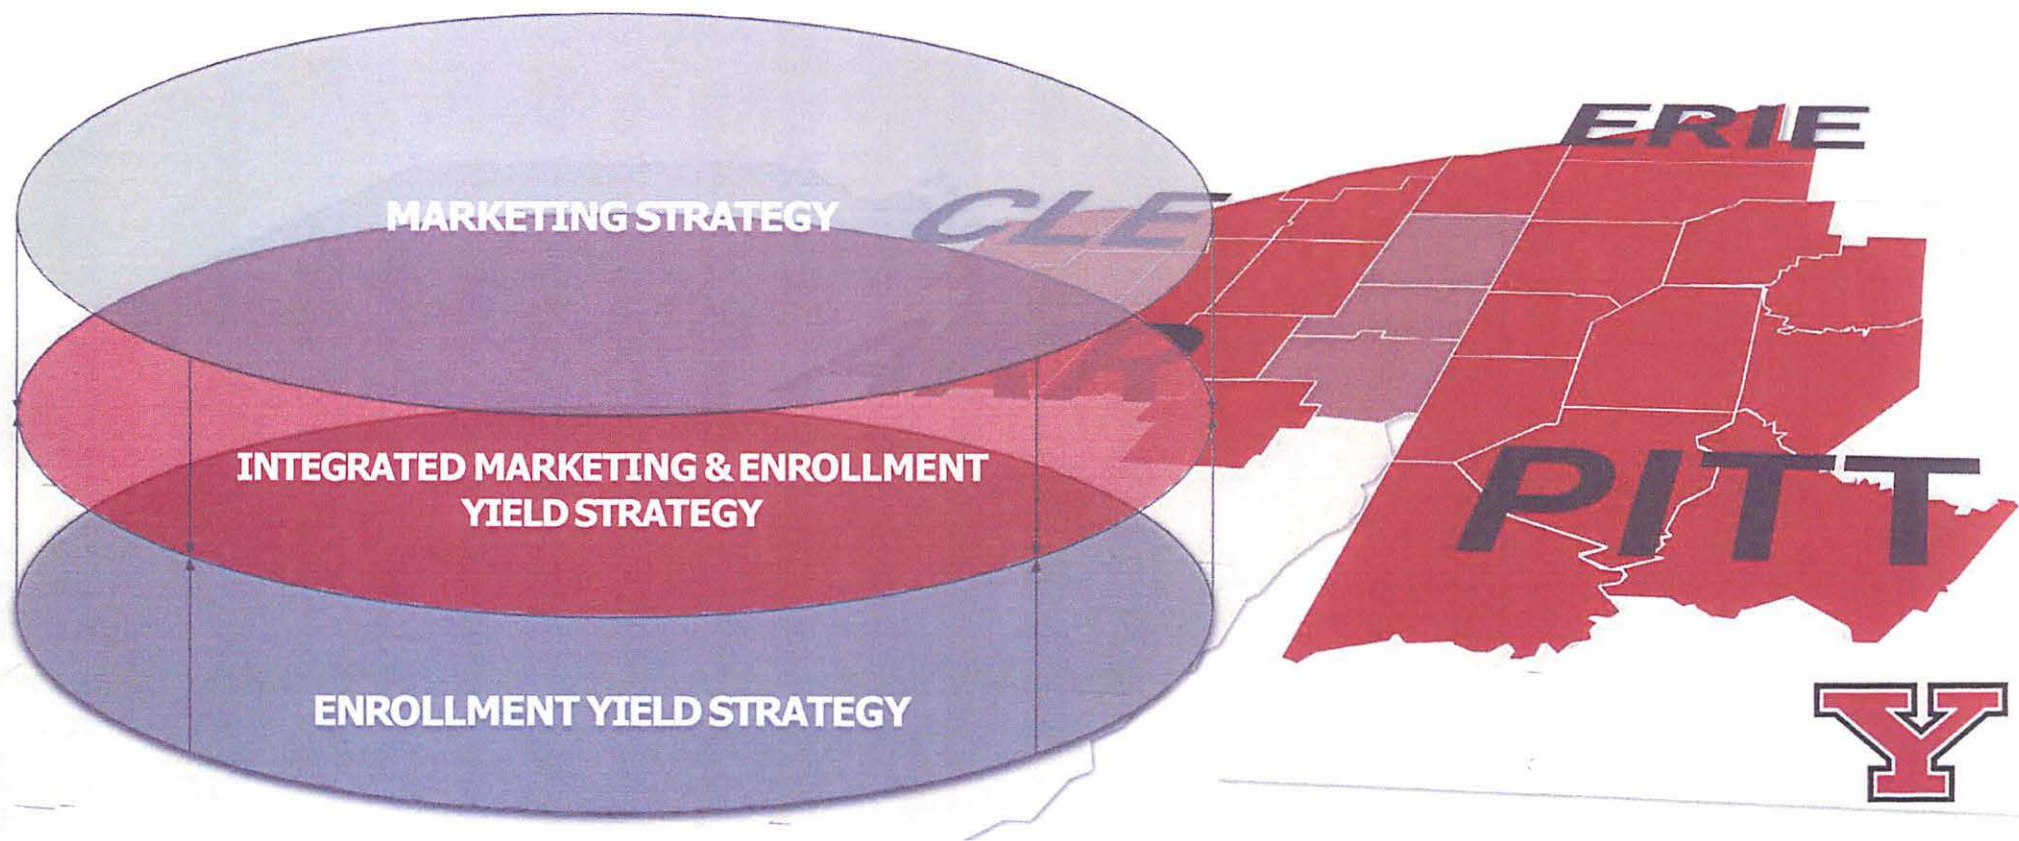 ERIE
CLE
MARKETING STRATEGY
INTEGRATED MARKETING & ENROLLMENT
YIELD STRATEGY
PITT
ENROLLMENT YIELD STRATEGY
Y